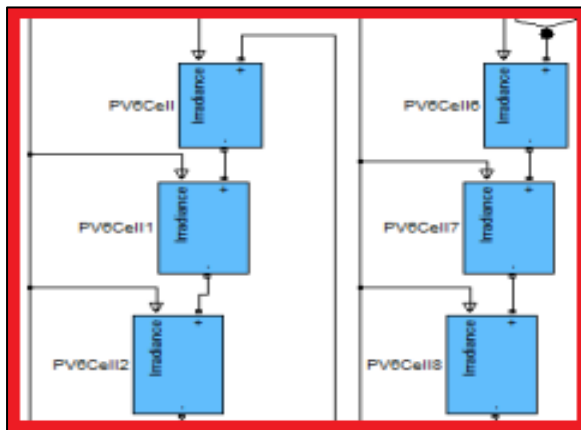 PV6Cell
Irradiance
+
-
PV6Cell6
Irradiance
+
-
PV6Cell1
Irradiance
+
-
PV6Cell7
Irradiance
+
-
PV6Cell2
Irradiance
+
-
PV6Cell8
Irradiance
+
-